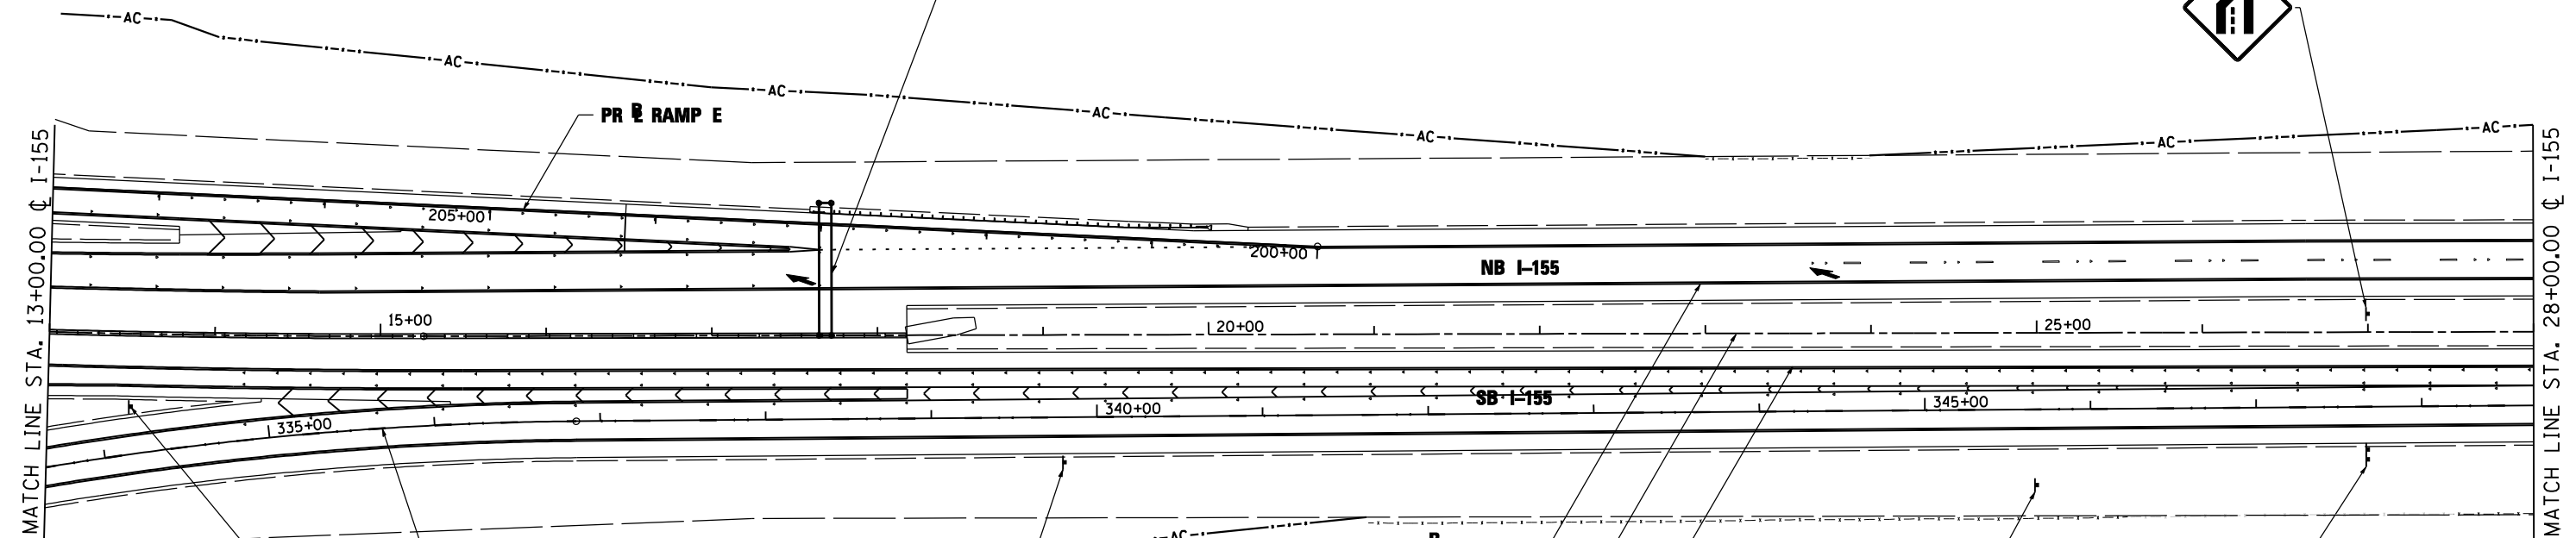 AC
AC
AC
AC
AC
AC
AC
PR ℄ RAMP E
MATCH LINE STA. 13+00.00 ℄ I-155
MATCH LINE STA. 28+00.00 ℄ I-155
205+00
200+00
NB I-155
15+00
20+00
25+00
SB I-155
340+00
345+00
335+00
AC